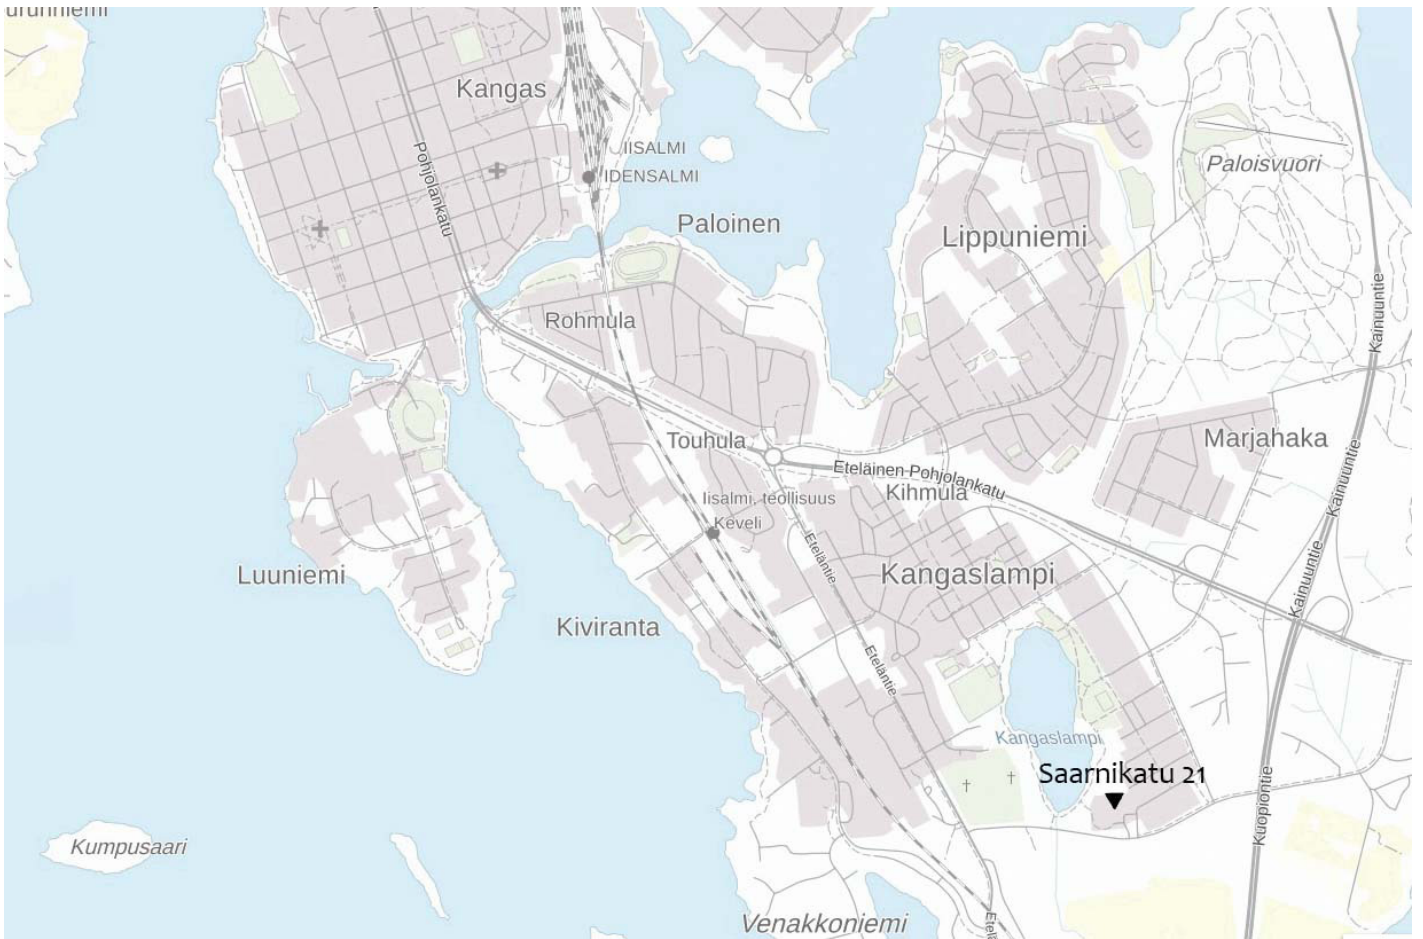 Kangas
Pohjolankatu
IISALMI
IDENSALMI
Paloinen
Paloisvuori
Lippuniemi
Kainuuntie
Rohmula
Touhula
Marjahaka
Eteläinen Pohjolankatu
Kihmula
Kainuuntie
Iisalmi. teollisuus
Keveli
Eteläntie
Kangaslampi
Kainuuntie
Luuniemi
Kiviranta
Eteläntie
Kangaslampi
Saarnikatu 21
Kuopiontie
Kumpusaari
Venakkoniemi